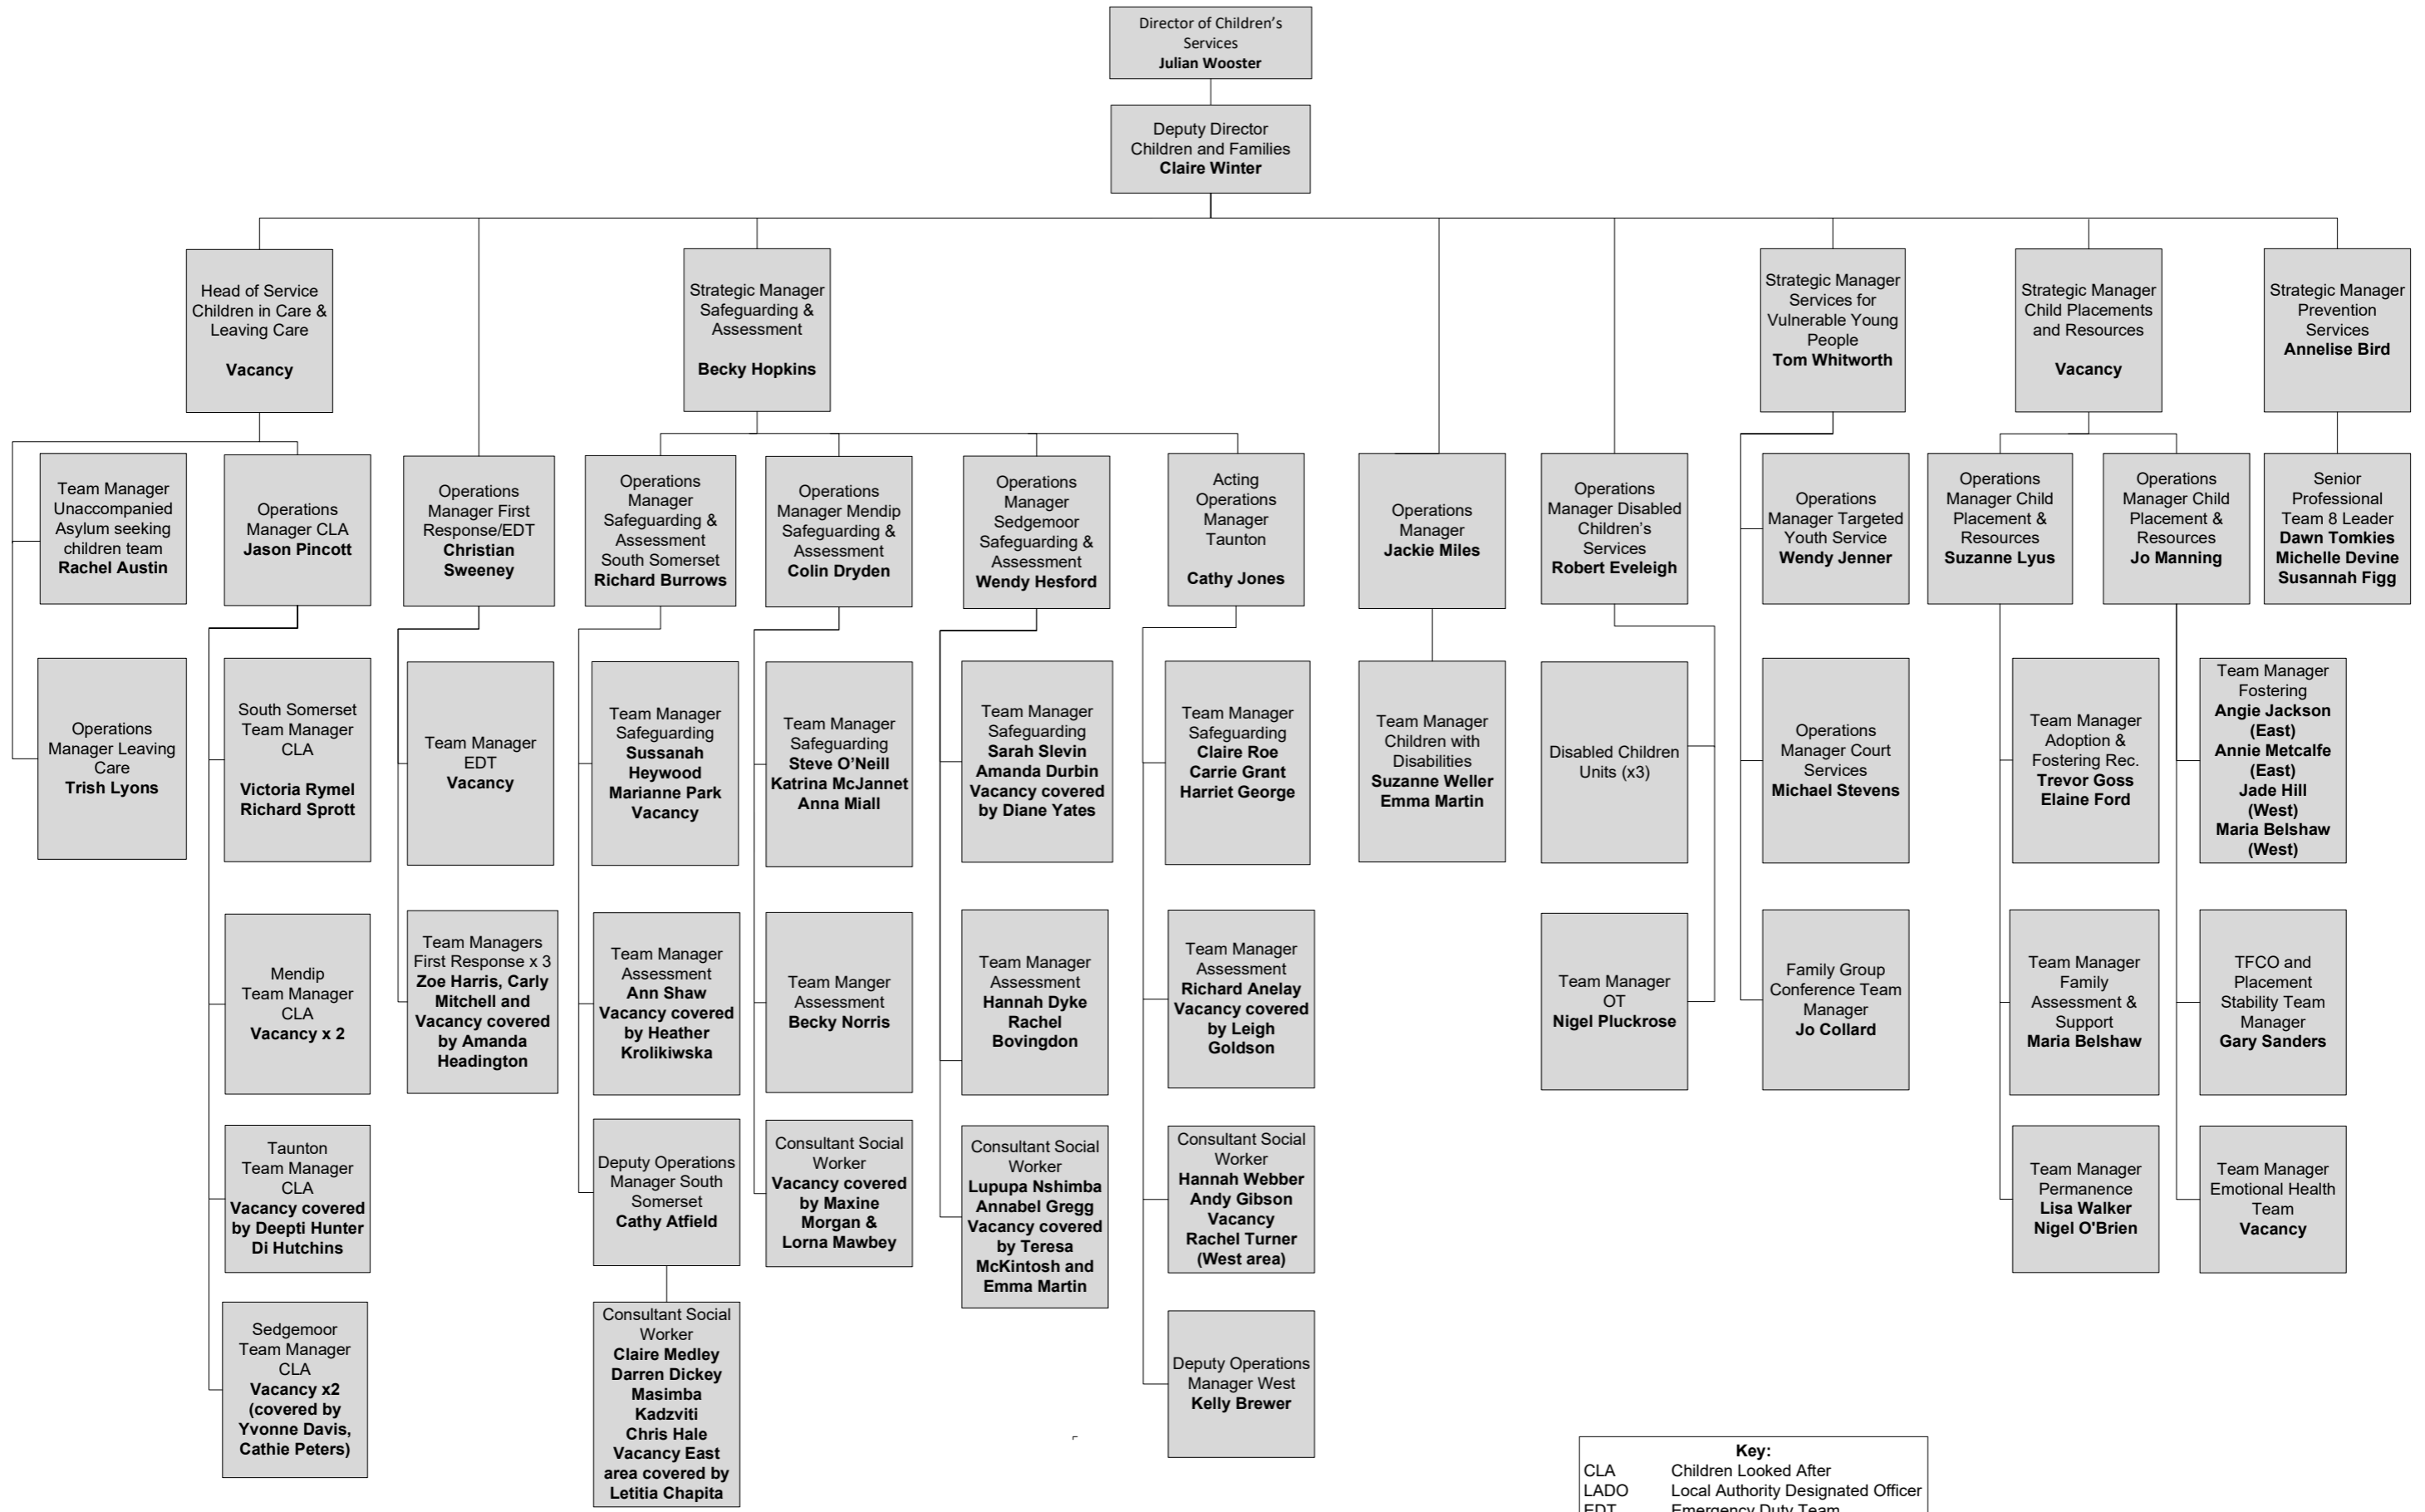 Director of Children's
Services
Julian Wooster
Deputy Director
Children and Families
Claire Winter
Head of Service
Children in Care &
Leaving Care
Vacancy
Strategic Manager
Safeguarding &
Assessment
Becky Hopkins
Strategic Manager
Services for
Vulnerable Young
People
Tom Whitworth
Strategic Manager
Child Placements
and Resources
Vacancy
Strategic Manager
Prevention
Services
Annelise Bird
Team Manager
Unaccompanied
Asylum seeking
children team
Rachel Austin
Operations
Manager CLA
Jason Pincott
Operations
Manager First
Response/EDT
Christian
Sweeney
Operations
Manager
Safeguarding &
Assessment
South Somerset
Richard Burrows
Operations
Manager Mendip
Safeguarding &
Assessment
Colin Dryden
Operations
Manager
Sedgemoor
Safeguarding &
Assessment
Wendy Hesford
Acting
Operations
Manager
Taunton
Cathy Jones
Operations
Manager
Jackie Miles
Operations
Manager Disabled
Children's
Services
Robert Eveleigh
Operations
Manager Targeted
Youth Service
Wendy Jenner
Operations
Manager Child
Placement &
Resources
Suzanne Lyus
Operations
Manager Child
Placement &
Resources
Jo Manning
Senior
Professional
Team 8 Leader
Dawn Tomkies
Michelle Devine
Susannah Figg
Operations
Manager Leaving
Care
Trish Lyons
South Somerset
Team Manager
CLA
Victoria Rymel
Richard Sprott
Team Manager
EDT
Vacancy
Team Manager
Safeguarding
Sussanah
Heywood
Marianne Park
Vacancy
Team Manager
Safeguarding
Steve O'Neill
Katrina McJannet
Anna Miall
Team Manager
Safeguarding
Sarah Slevin
Amanda Durbin
Vacancy covered
by Diane Yates
Team Manager
Safeguarding
Claire Roe
Carrie Grant
Harriet George
Team Manager
Children with
Disabilities
Suzanne Weller
Emma Martin
Disabled Children
Units (x3)
Operations
Manager Court
Services
Michael Stevens
Team Manager
Adoption &
Fostering Rec.
Trevor Goss
Elaine Ford
Team Manager
Fostering
Angie Jackson
(East)
Annie Metcalfe
(East)
Jade Hill
(West)
Maria Belshaw
(West)
Mendip
Team Manager
CLA
Vacancy x 2
Team Managers
First Response x 3
Zoe Harris, Carly
Mitchell and
Vacancy covered
by Amanda
Headington
Team Manager
Assessment
Ann Shaw
Vacancy covered
by Heather
Krolikiwska
Team Manger
Assessment
Becky Norris
Team Manager
Assessment
Hannah Dyke
Rachel
Bovingdon
Team Manager
Assessment
Richard Anelay
Vacancy covered
by Leigh
Goldson
Team Manager
OT
Nigel Pluckrose
Family Group
Conference Team
Manager
Jo Collard
Team Manager
Family
Assessment &
Support
Maria Belshaw
TFCO and
Placement
Stability Team
Manager
Gary Sanders
Taunton
Team Manager
CLA
Vacancy covered
by Deepti Hunter
Di Hutchins
Deputy Operations
Manager South
Somerset
Cathy Atfield
Consultant Social
Worker
Vacancy covered
by Maxine
Morgan &
Lorna Mawbey
Consultant Social
Worker
Lupupa Nshimba
Annabel Gregg
Vacancy covered
by Teresa
McKintosh and
Emma Martin
Consultant Social
Worker
Hannah Webber
Andy Gibson
Vacancy
Rachel Turner
(West area)
Team Manager
Permanence
Lisa Walker
Nigel O'Brien
Team Manager
Emotional Health
Team
Vacancy
Sedgemoor
Team Manager
CLA
Vacancy x2
(covered by
Yvonne Davis,
Cathie Peters)
Consultant Social
Worker
Claire Medley
Darren Dickey
Masimba
Kadzviti
Chris Hale
Vacancy East
area covered by
Letitia Chapita
Deputy Operations
Manager West
Kelly Brewer
Key:
CLA Children Looked After
LADO Local Authority Designated Officer
EDT Emergency Duty Team